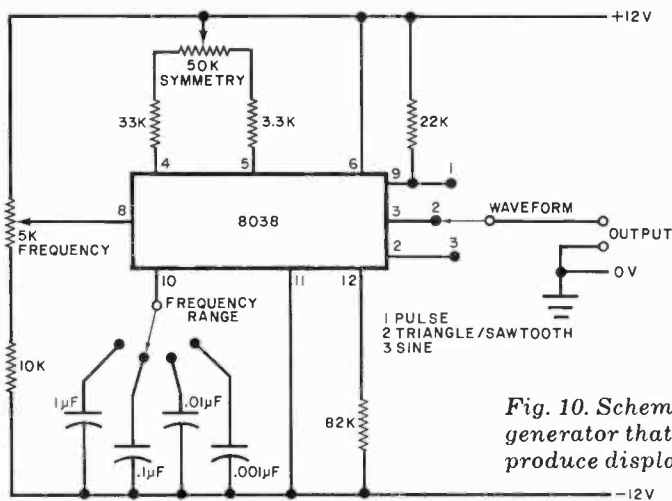 +12V
50K
SYMMETRY
33K
3.3K
22K
4
5
6
9
1
8
8038
3
2
WAVEFORM
OUTPUT
5K
FREQUENCY
2
3
0V
10
11
12
FREQUENCY
RANGE
1 PULSE
2 TRIANGLE/SAWTOOTH
3 SINE
10K
1µF
.01µF
.1µF
.001µF
82K
Fig. 10. Schem
generator that
produce displa
-12V